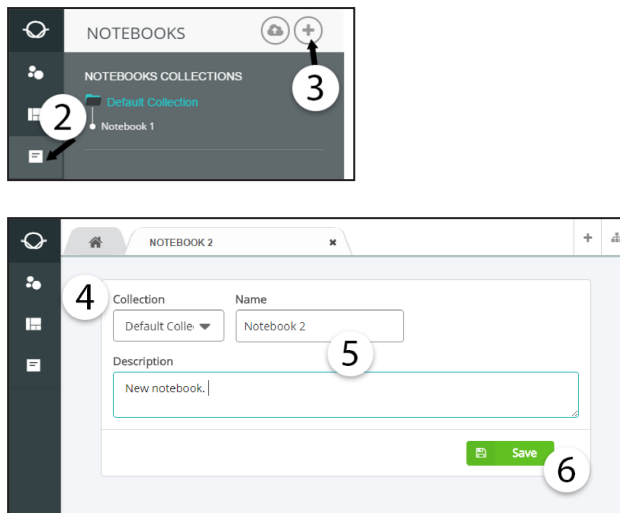 NOTEBOOKS
3
NOTEBOOKS COLLECTIONS
Default Collection
2
Notebook 1
NOTEBOOK 2
4
Collection Name
Default Colle Notebook 2
5
Description
New notebook.
Save
6